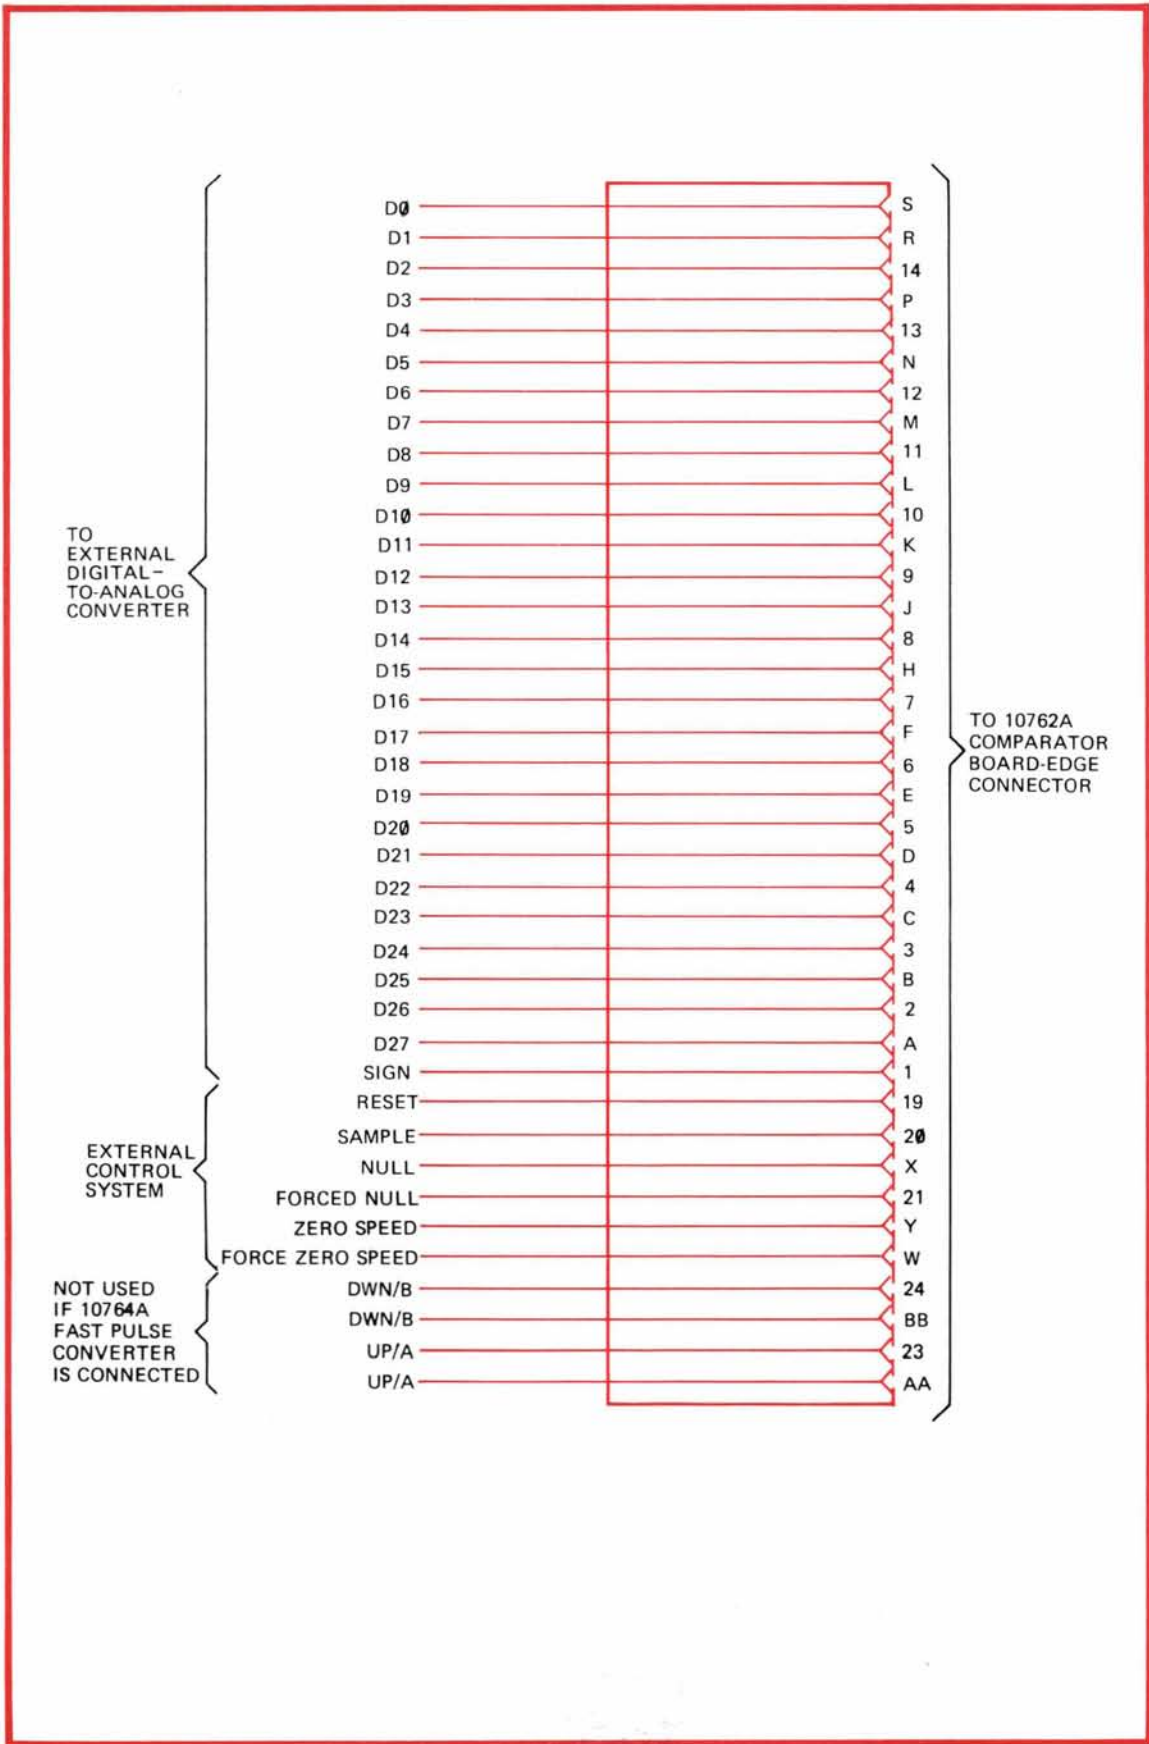 D0 S
D1 R
D2 14
D3 P
D4 13
D5 N
D6 12
D7 M
D8 11
D9 L
D10 10
D11 K
D12 9
D13 J
D14 8
D15 H
D16 7
D17 F
D18 6
D19 E
D20 5
D21 D
D22 4
D23 C
D24 3
D25 B
D26 2
D27 A
SIGN 1
RESET 19
SAMPLE 20
NULL X
FORCED NULL 21
ZERO SPEED Y
FORCE ZERO SPEED W
DWN/B 24
DWN/B BB
UP/A 23
UP/A AA
TO
EXTERNAL
DIGITAL–
TO-ANALOG
CONVERTER
EXTERNAL
CONTROL
SYSTEM
NOT USED
IF 10764A
FAST PULSE
CONVERTER
IS CONNECTED
TO 10762A
COMPARATOR
BOARD-EDGE
CONNECTOR